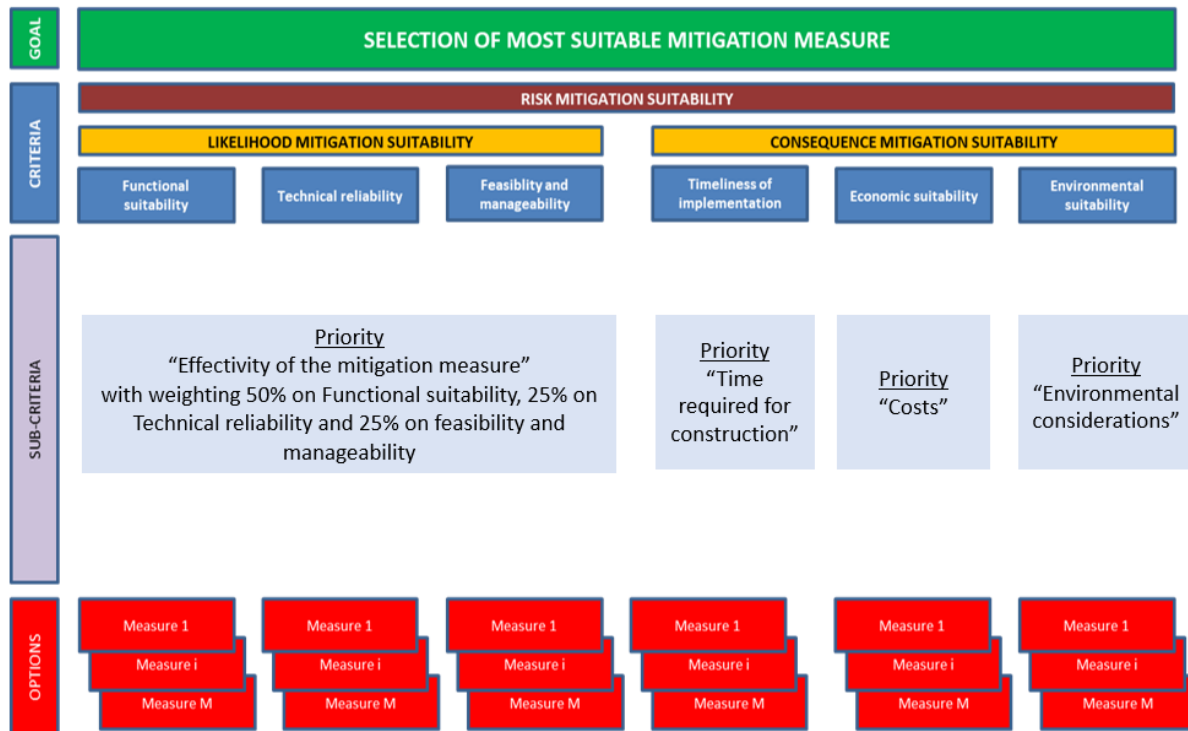 GOAL
SELECTION OF MOST SUITABLE MITIGATION MEASURE
CRITERIA
RISK MITIGATION SUITABILITY
LIKELIHOOD MITIGATION SUITABILITY
CONSEQUENCE MITIGATION SUITABILITY
Functional
suitability
Technical reliability
Feasiblity and
manageability
Timeliness of
implementation
Economic suitability
Environmental
suitability
SUB-CRITERIA
Priority
“Effectivity of the mitigation measure”
with weighting 50% on Functional suitability, 25% on
Technical reliability and 25% on feasibility and
manageability
Priority
“Time
required for
construction”
Priority
“Costs”
Priority
“Environmental
considerations”
OPTIONS
Measure 1
Measure i
Measure M
Measure 1
Measure i
Measure M
Measure 1
Measure i
Measure M
Measure 1
Measure i
Measure M
Measure 1
Measure i
Measure M
Measure 1
Measure i
Measure M